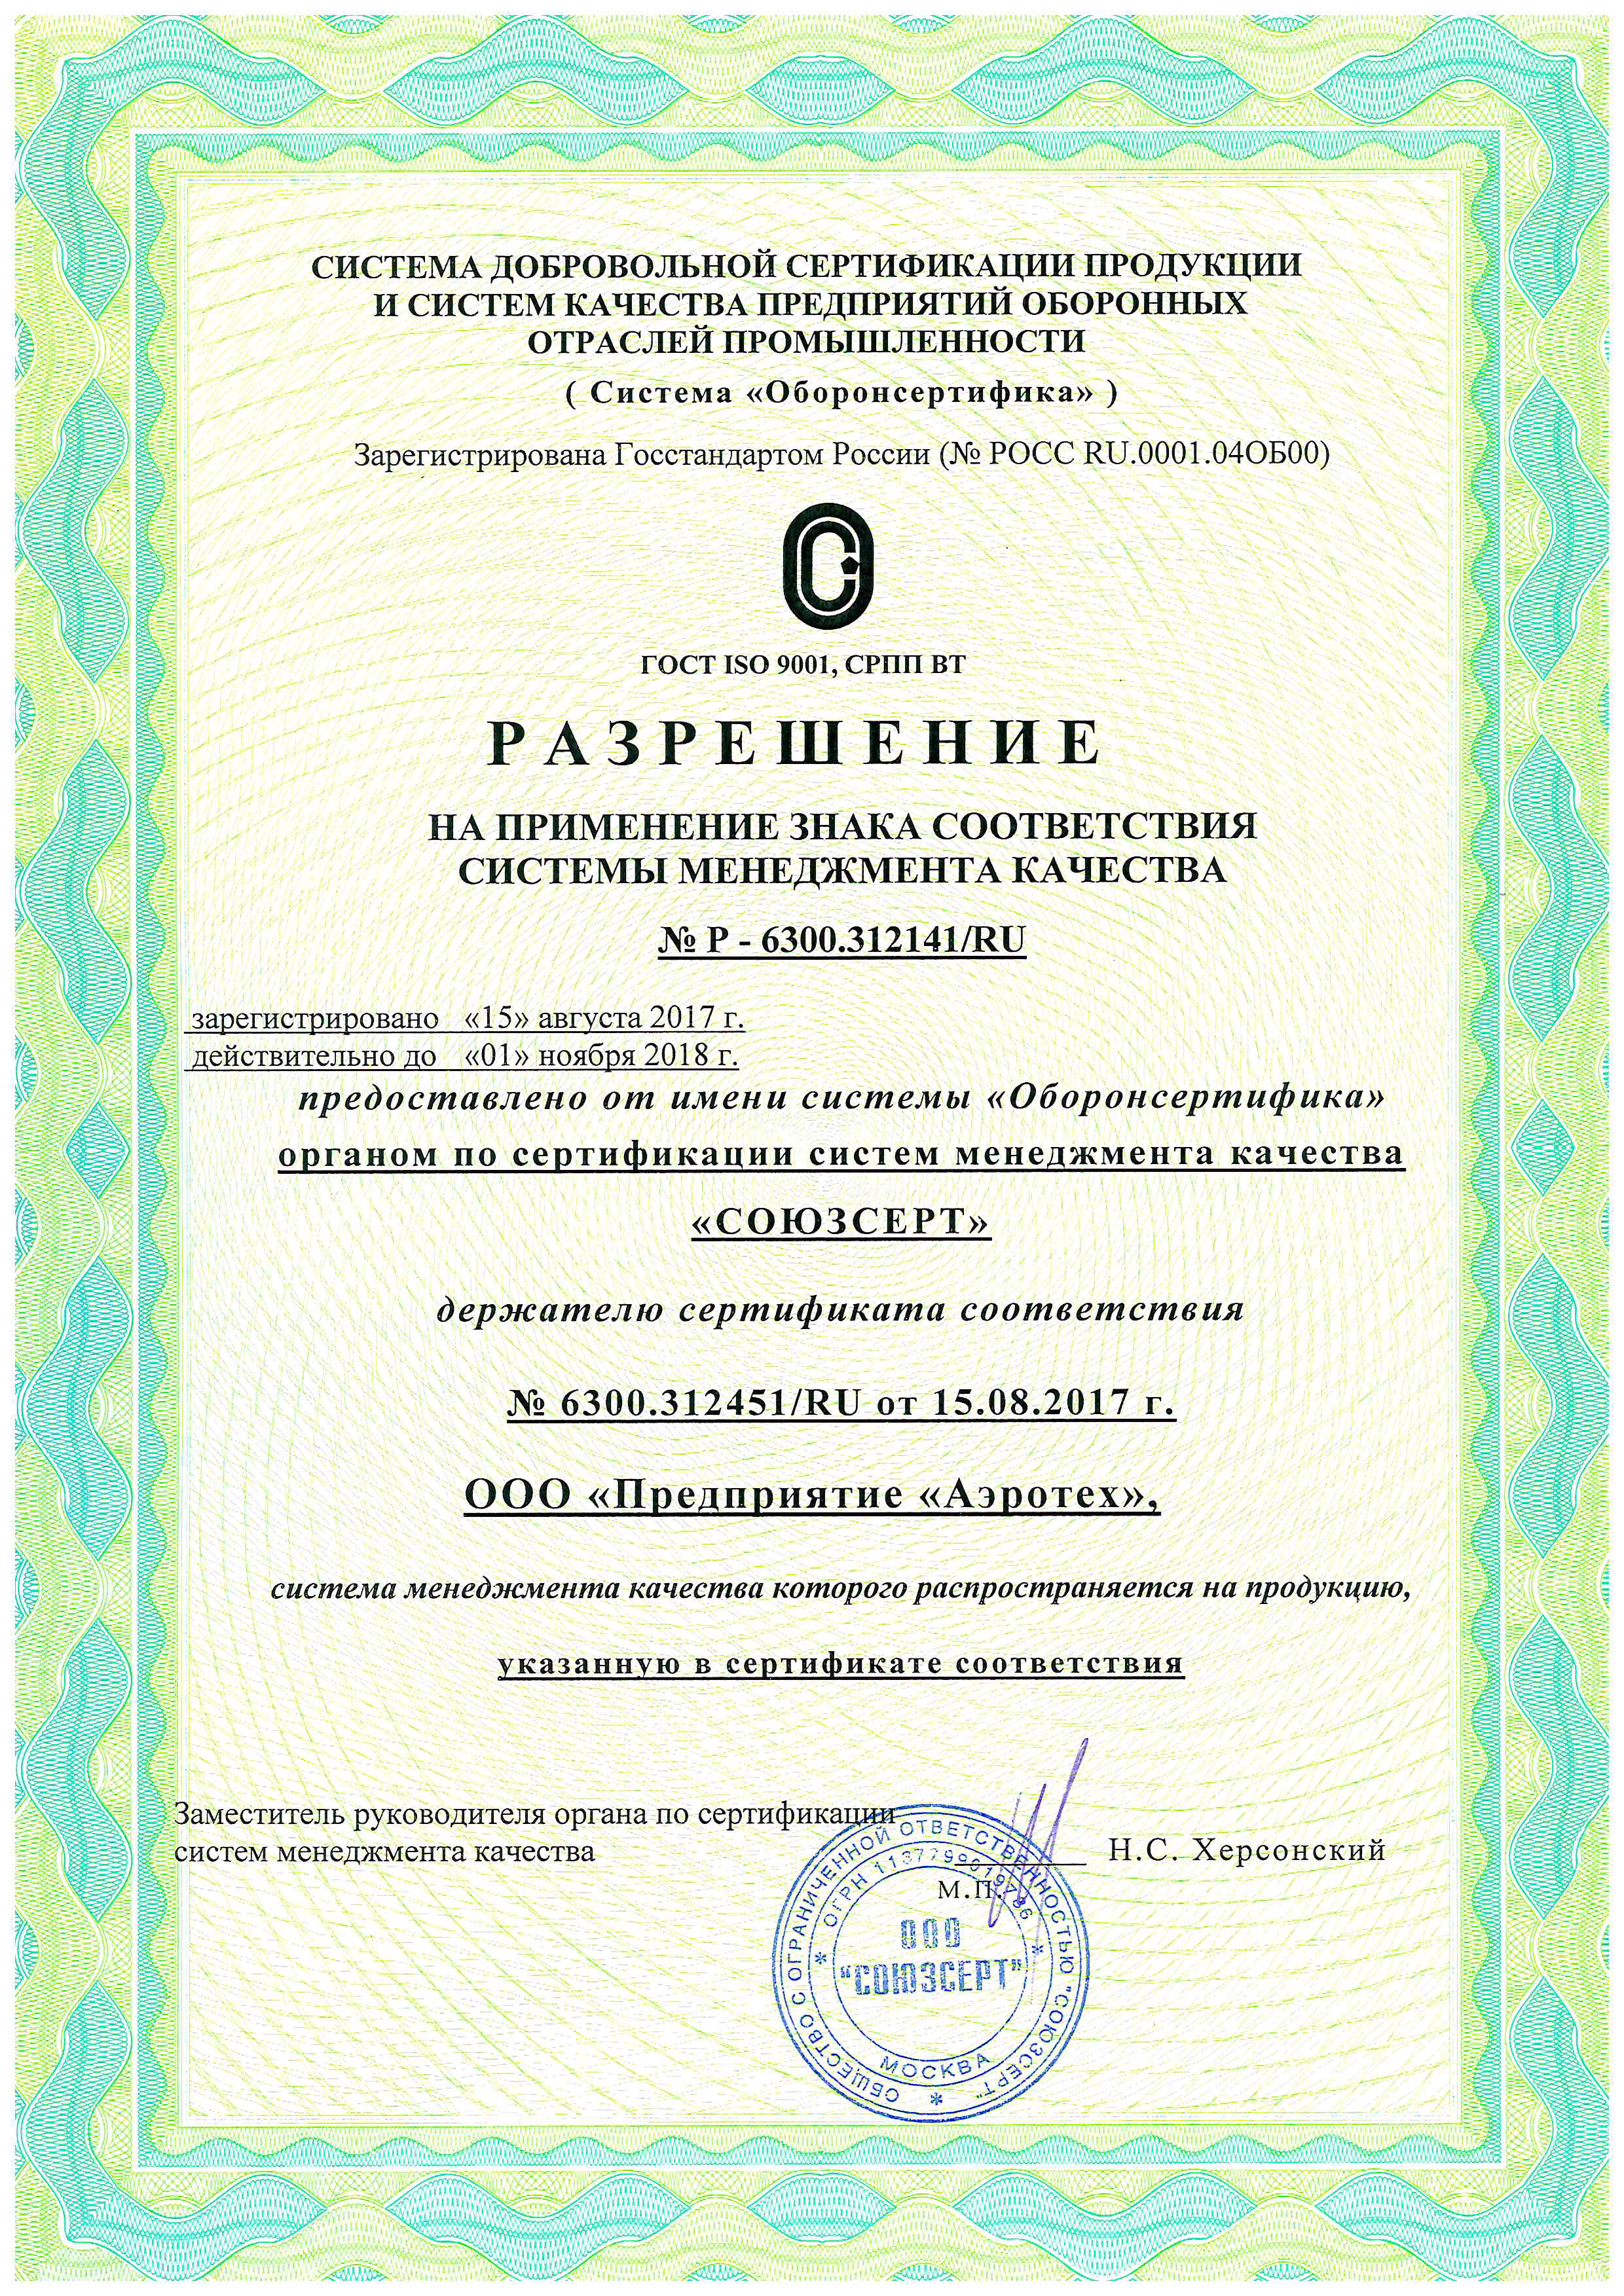 СИСТЕМА ДОБРОВОЛЬНОЙ СЕРТИФИКАЦИИ ПРОДУКЦИИ
И СИСТЕМ КАЧЕСТВА ПРЕДПРИЯТИЙ ОБОРОННЫХ
ОТРАСЛЕЙ ПРОМЫШЛЕННОСТИ
( Система «Оборонсертифика» )
Зарегистрирована Госстандартом России (№ РОСС RU.0001.04ОБ00)
ГОСТ ISO 9001, СРПП ВТ
РАЗРЕШЕНИЕ
НА ПРИМЕНЕНИЕ ЗНАКА СООТВЕТСТВИЯ
СИСТЕМЫ МЕНЕДЖМЕНТА КАЧЕСТВА
№ Р - 6300.312141/RU
зарегистрировано «15» августа 2017 г.
действительно до «01» ноября 2018 г.
предоставлено от имени системы «Оборонсертифика»
органом по сертификации систем менеджмента качества
«СОЮЗСЕРТ»
держателю сертификата соответствия
№ 6300.312451/RU от 15.08.2017 г.
ООО «Предприятие «Аэротех»,
система менеджмента качества которого распространяется на продукцию,
указанную в сертификате соответствия
Заместитель руководителя органа по сертификации
систем менеджмента качества
Н.С. Херсонский
М.П.
ОБЩЕСТВО С ОГРАНИЧЕННОЙ ОТВЕТСТВЕННОСТЬЮ "СОЮЗСЕРТ"
ОГРН
ООО
"СОЮЗСЕРТ"
МОСКВА